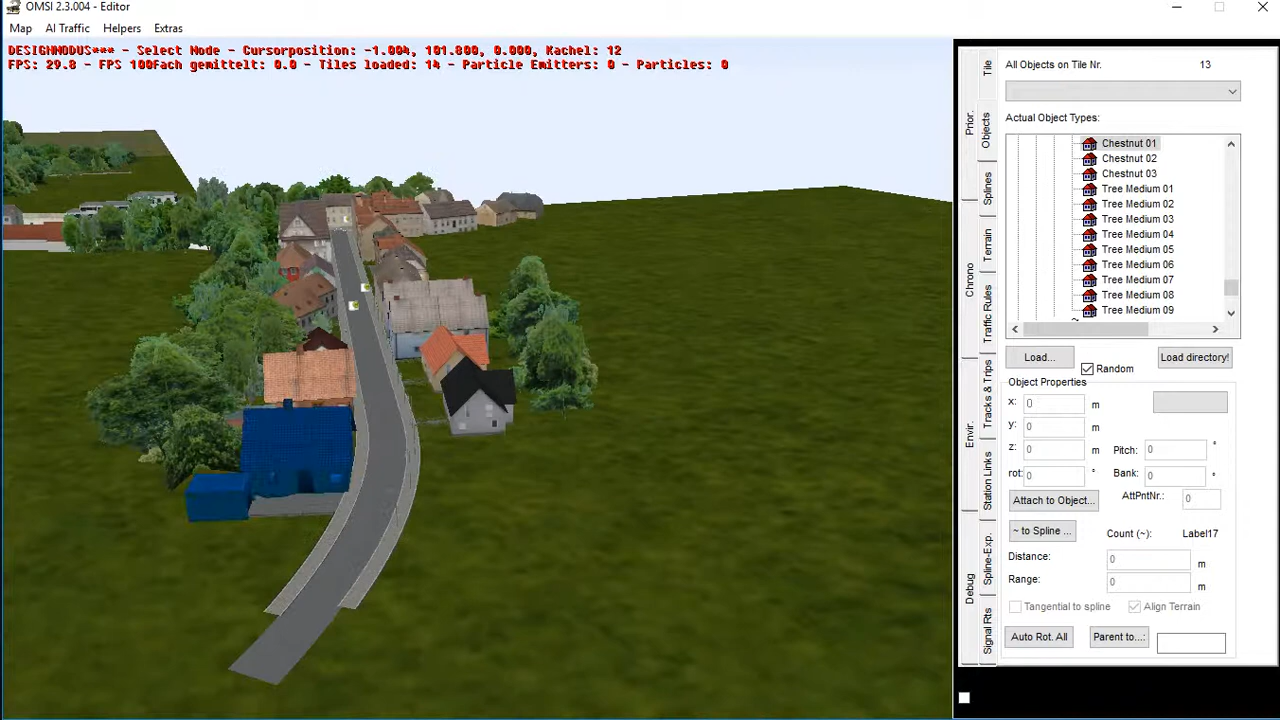 OMSI 2.3.004 - Editor
Map AI Traffic Helpers Extras
DESIGNMODUS*** - Select Mode - Cursorposition: -1.004, 101.800, 0.000, Kachel: 12
FPS: 29.8 - FPS 100Fach gemittelt: 0.0 - Tiles loaded: 14 - Particle Emitters: 0 - Particles: 0
Prior.
Chrono
Envir.
Debug
Tile
Objects
Splines
Terrain
Traffic Rules
Tracks & Trips
Station Links
Spline-Exp.
Signal Rts
All Objects on Tile Nr. 13
Actual Object Types:
Chestnut 01
Chestnut 02
Chestnut 03
Tree Medium 01
Tree Medium 02
Tree Medium 03
Tree Medium 04
Tree Medium 05
Tree Medium 06
Tree Medium 07
Tree Medium 08
Tree Medium 09
Load... Random Load directory!
Object Properties
x: 0 m
y: 0 m
z: 0 m Pitch: 0 °
rot: 0 ° Bank: 0 °
Attach to Object... AttPntNr.: 0
~ to Spline ... Count (~): Label17
Distance: 0 m
Range: 0 m
Tangential to spline Align Terrain
Auto Rot. All Parent to...: